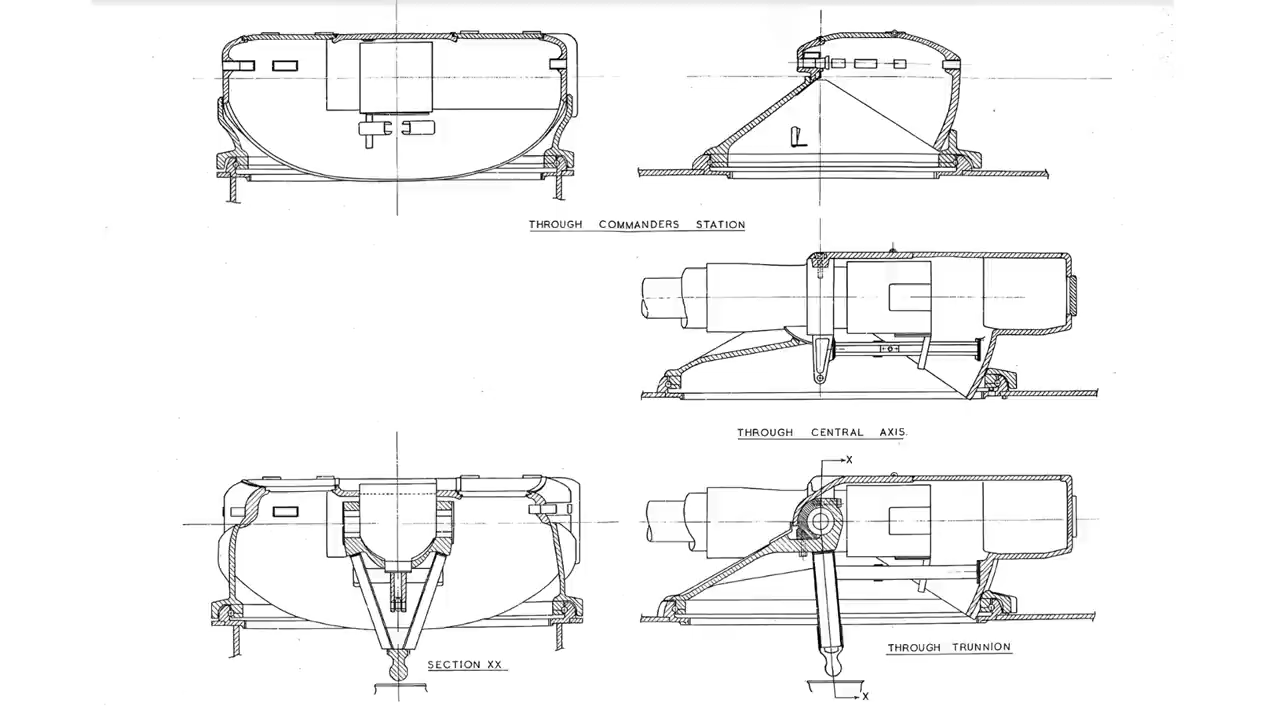 THROUGH COMMANDERS STATION
THROUGH CENTRAL AXIS.
X
SECTION XX
THROUGH TRUNNION
X